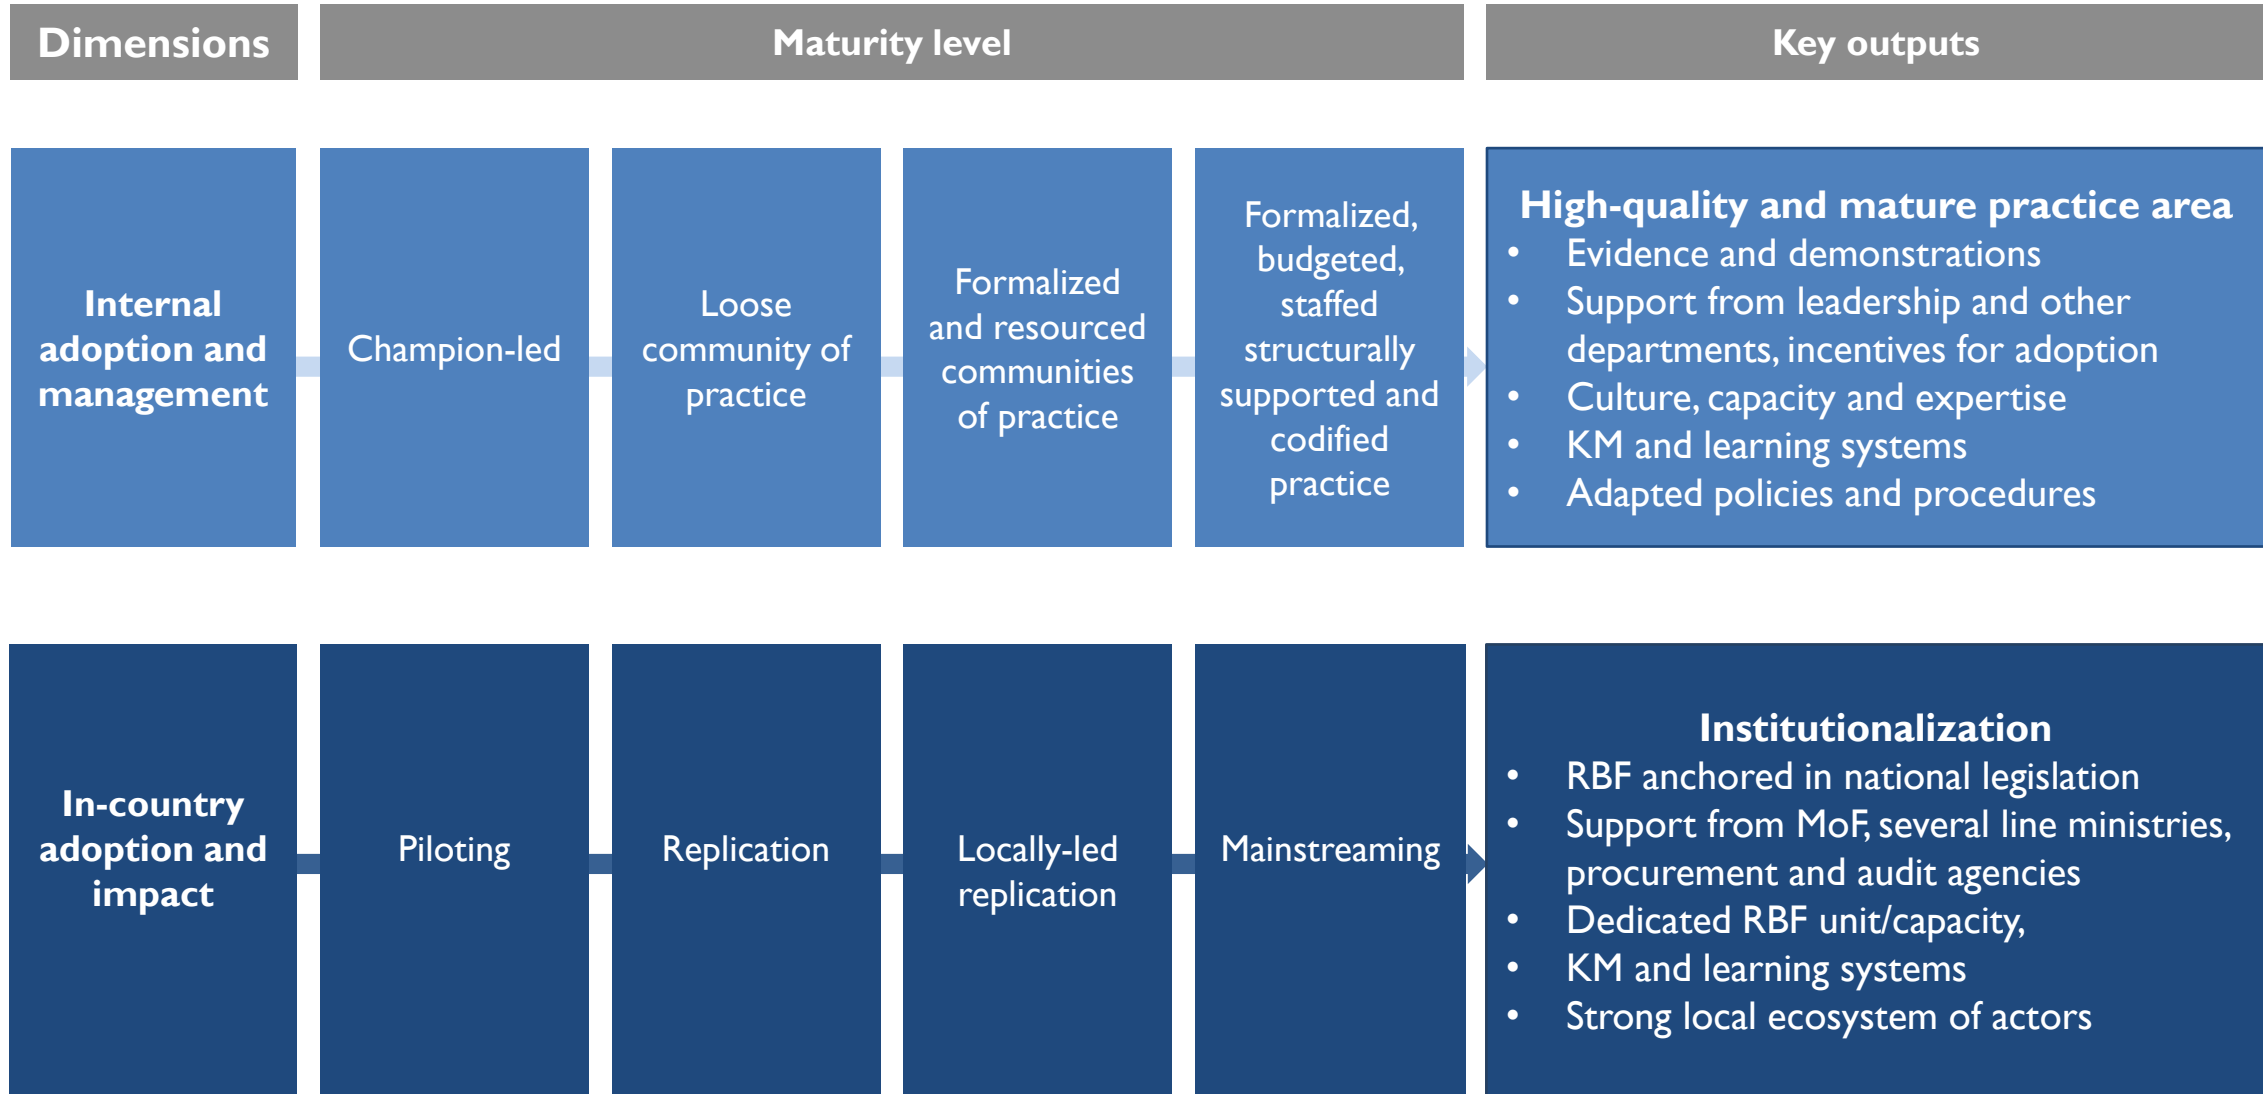 Dimensions
Maturity level
Key outputs
Internal
adoption and
management
Champion-led
Loose
community of
practice
Formalized
and resourced
communities
of practice
Formalized,
budgeted,
staffed
structurally
supported and
codified
practice
High-quality and mature practice area
• Evidence and demonstrations
• Support from leadership and other
departments, incentives for adoption
• Culture, capacity and expertise
• KM and learning systems
• Adapted policies and procedures
In-country
adoption and
impact
Piloting
Replication
Locally-led
replication
Mainstreaming
Institutionalization
• RBF anchored in national legislation
• Support from MoF, several line ministries,
procurement and audit agencies
• Dedicated RBF unit/capacity,
• KM and learning systems
• Strong local ecosystem of actors